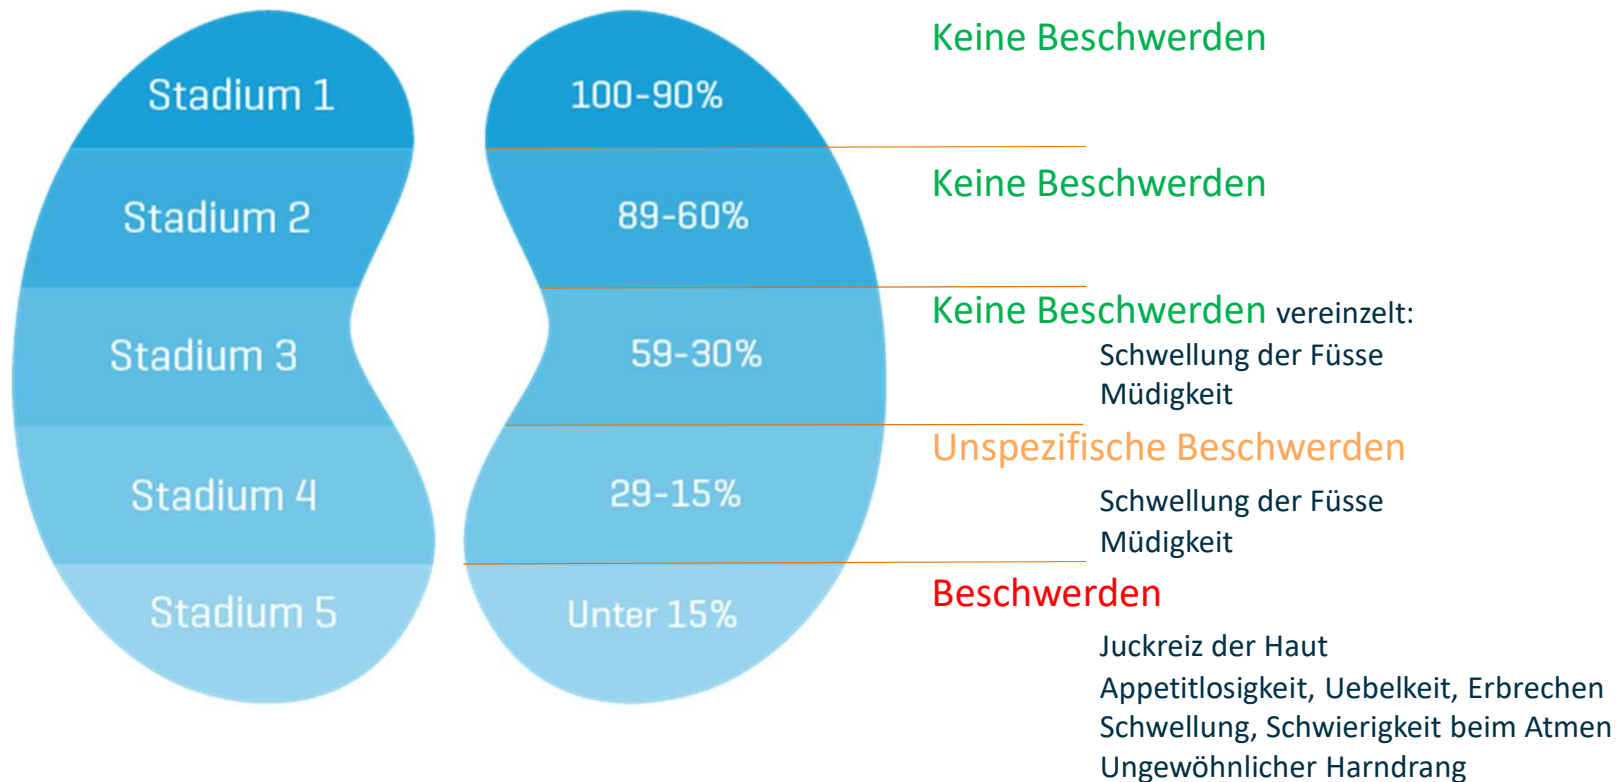 Keine Beschwerden
Stadium 1
100-90%
Keine Beschwerden
Stadium 2
89-60%
Keine Beschwerden vereinzelt:
Stadium 3
59-30%
Schwellung der Füsse
Müdigkeit
Unspezifische Beschwerden
Stadium 4
29-15%
Schwellung der Füsse
Müdigkeit
Beschwerden
Stadium 5
Unter 15%
Juckreiz der Haut
Appetitlosigkeit, Uebelkeit, Erbrechen
Schwellung, Schwierigkeit beim Atmen
Ungewöhnlicher Harndrang